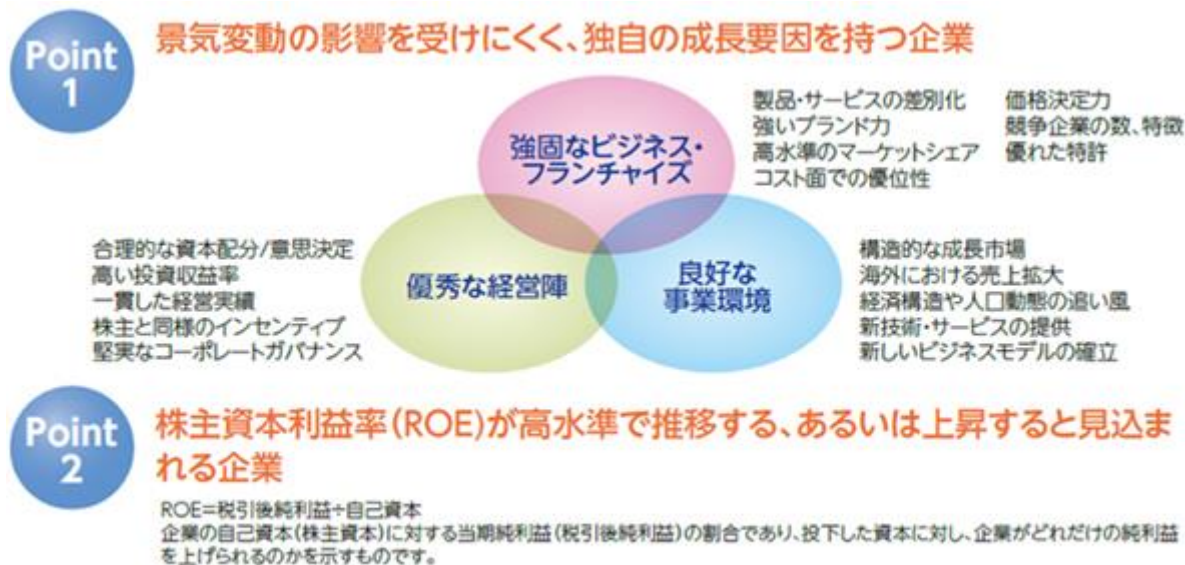 Point
1
景気変動の影響を受けにくく、独自の成長要因を持つ企業
強固なビジネス・
フランチャイズ
製品・サービスの差別化　価格決定力
強いブランド力　競争企業の数、特徴
高水準のマーケットシェア　優れた特許
コスト面での優位性
合理的な資本配分/意思決定
高い投資収益率
一貫した経営実績
株主と同様のインセンティブ
堅実なコーポレートガバナンス
優秀な経営陣
良好な
事業環境
構造的な成長市場
海外における売上拡大
経済構造や人口動態の追い風
新技術・サービスの提供
新しいビジネスモデルの確立
Point
2
株主資本利益率(ROE)が高水準で推移する、あるいは上昇すると見込ま
れる企業
ROE=税引後純利益÷自己資本
企業の自己資本(株主資本)に対する当期純利益(税引後純利益)の割合であり、投下した資本に対し、企業がどれだけの純利益
を上げられるのかを示すものです。